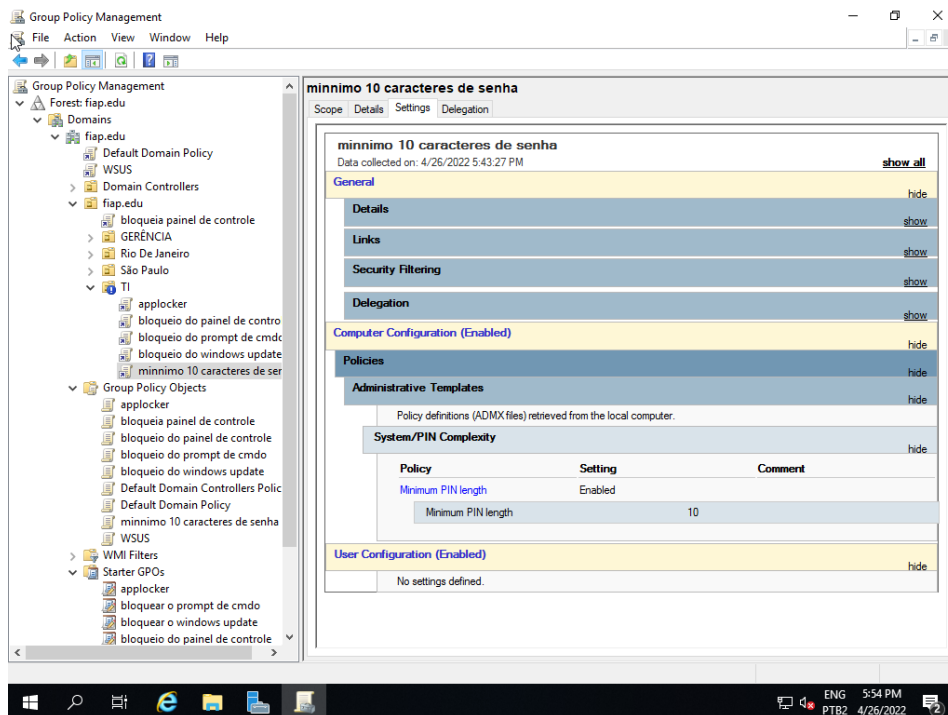 Group Policy Management
File Action View Window Help
Group Policy Management
Forest: fiap.edu
Domains
fiap.edu
Default Domain Policy
WSUS
Domain Controllers
fiap.edu
bloqueia painel de controle
GERÊNCIA
Rio De Janeiro
São Paulo
TI
applocker
bloqueio do painel de contro
bloqueio do prompt de cmdc
bloqueio do windows update
minnimo 10 caracteres de ser
Group Policy Objects
applocker
bloqueia painel de controle
bloqueio do painel de controle
bloqueio do prompt de cmdo
bloqueio do windows update
Default Domain Controllers Polic
Default Domain Policy
minnimo 10 caracteres de senha
WSUS
WMI Filters
Starter GPOs
applocker
bloquear o prompt de cmdo
bloquear o windows update
bloqueio do painel de controle
minnimo 10 caracteres de senha
Scope Details Settings Delegation
minnimo 10 caracteres de senha
Data collected on: 4/26/2022 5:43:27 PM show all
General hide
Details show
Links show
Security Filtering show
Delegation show
Computer Configuration (Enabled) hide
Policies hide
Administrative Templates hide
Policy definitions (ADMX files) retrieved from the local computer.
System/PIN Complexity hide
Policy Setting Comment
Minimum PIN length Enabled
Minimum PIN length 10
User Configuration (Enabled) hide
No settings defined.
ENG 5:54 PM
PTB2 4/26/2022 2